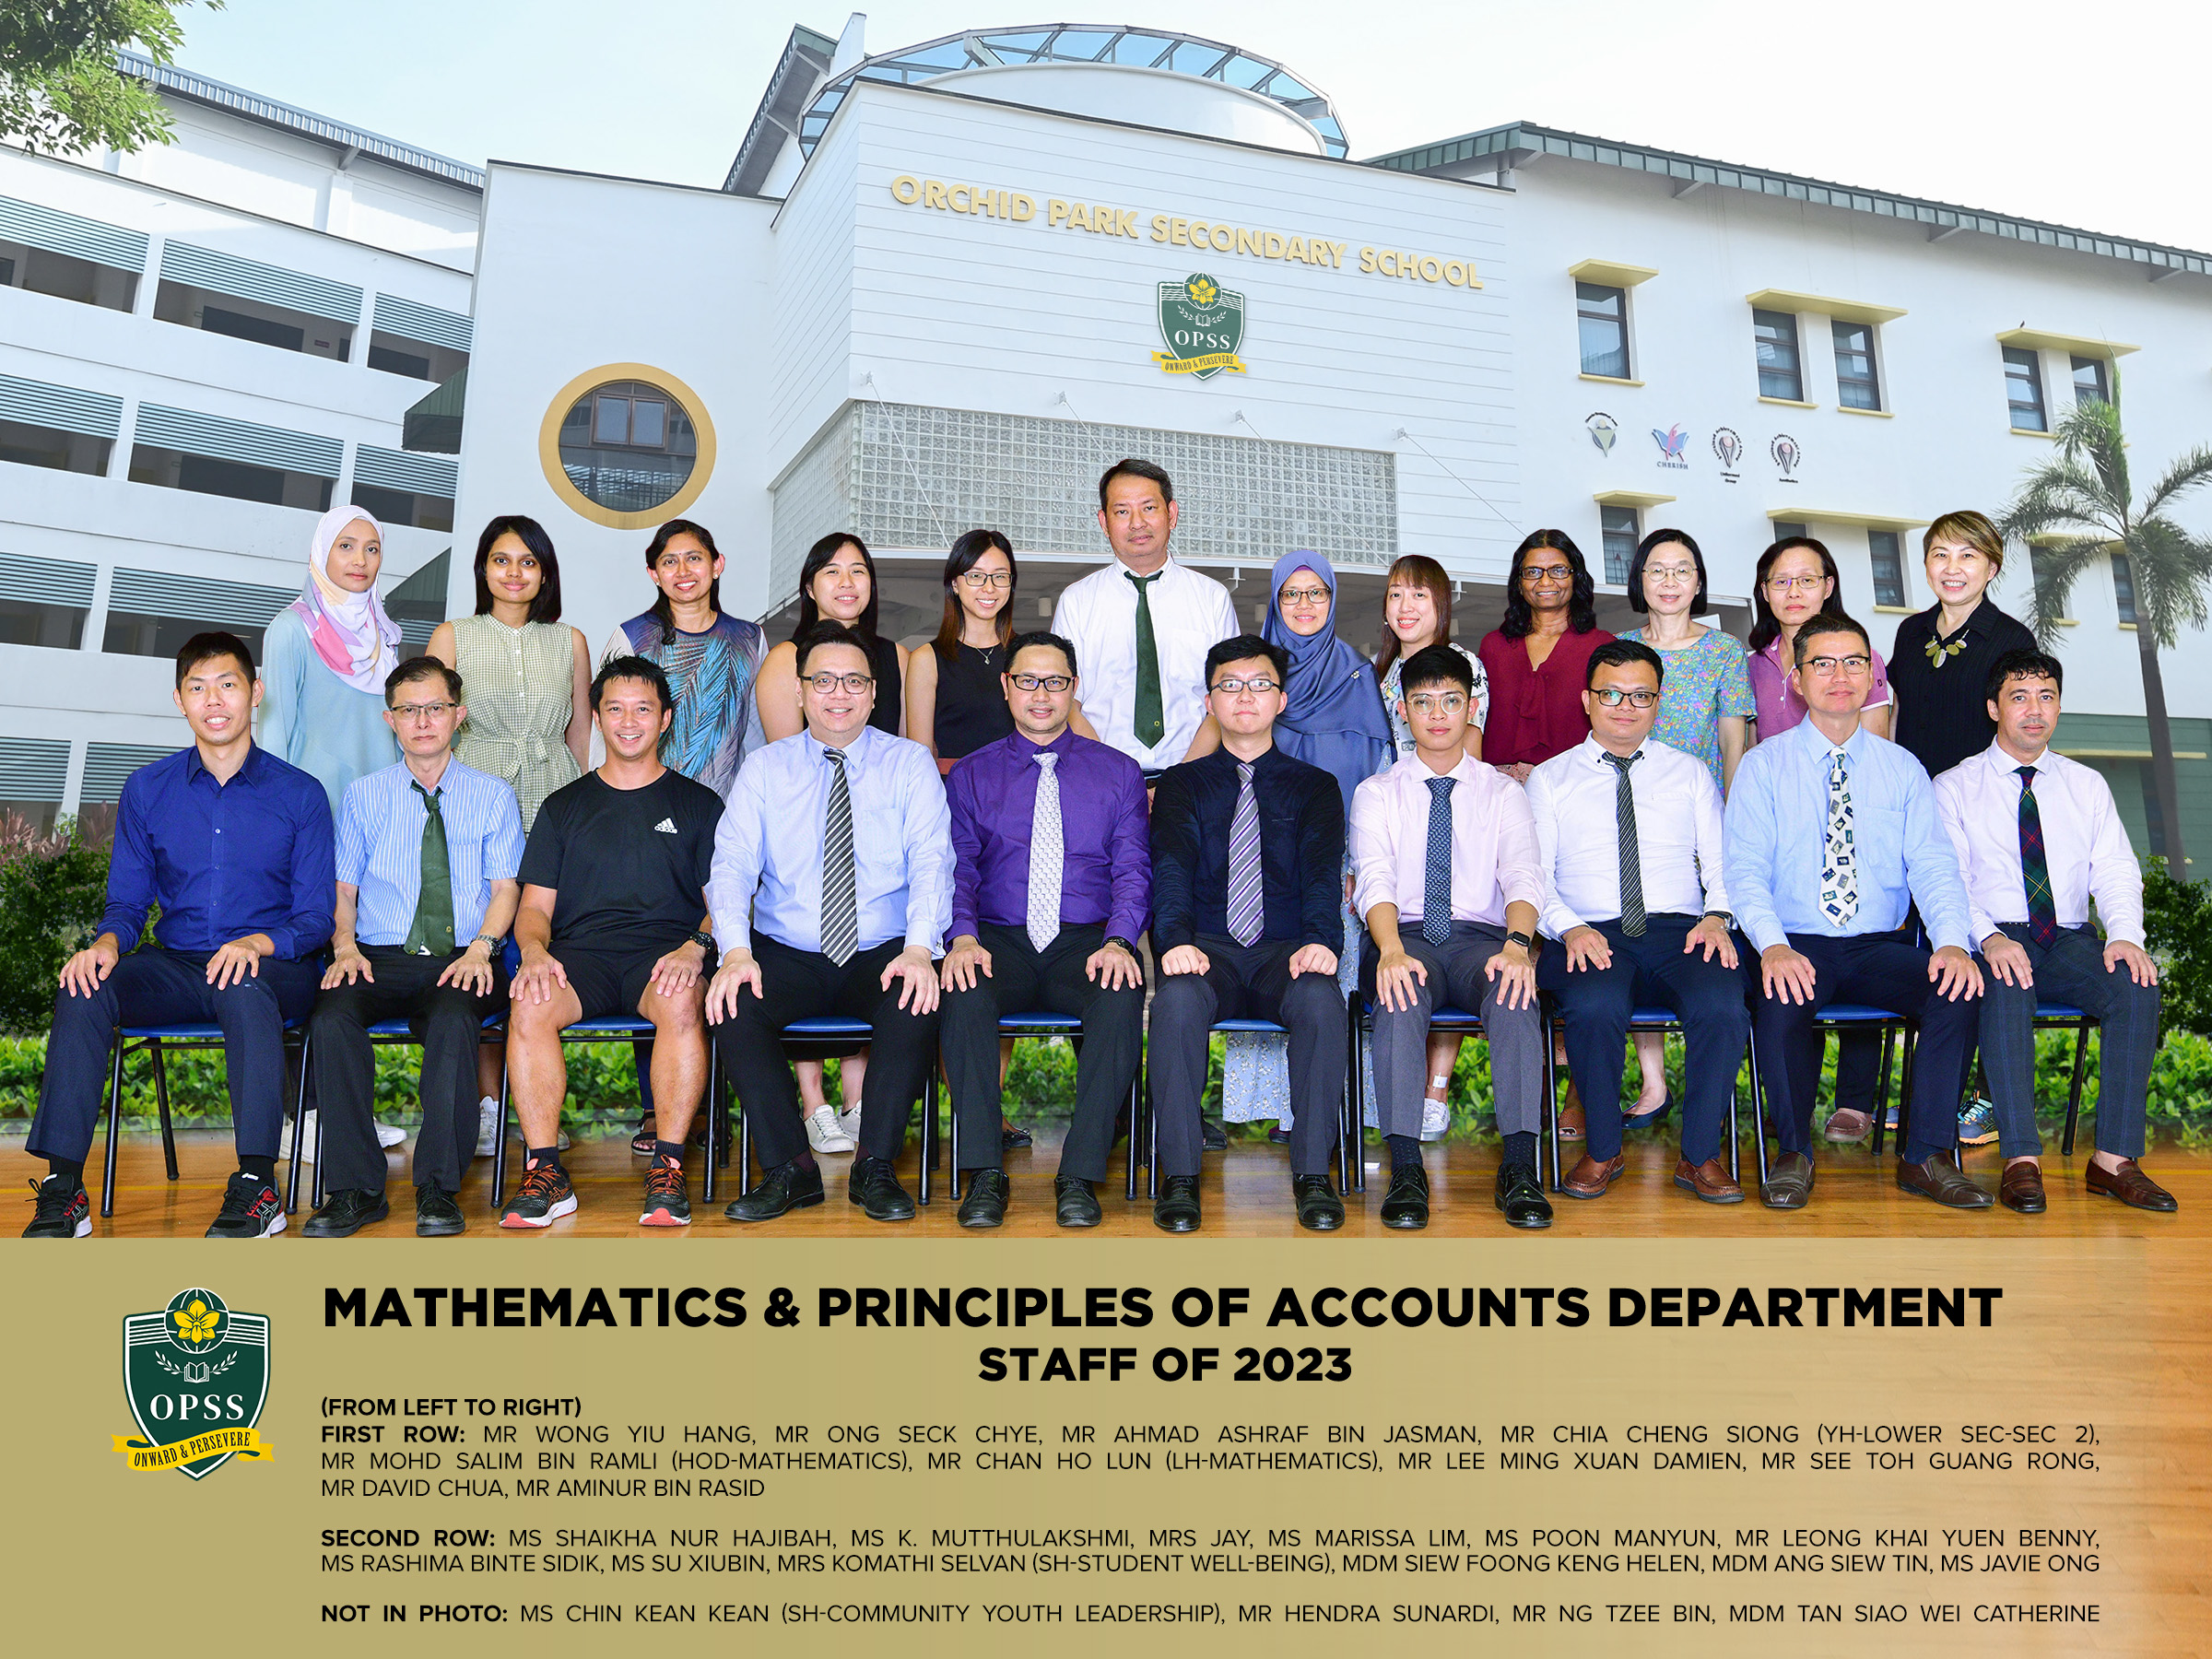 ORCHID PARK SECONDARY SCHOOL
OPSS
ONWARD & PERSEVERE
CHERISH
adidas
MATHEMATICS & PRINCIPLES OF ACCOUNTS DEPARTMENT
STAFF OF 2023
OPSS
ONWARD & PERSEVERE
(FROM LEFT TO RIGHT)
FIRST ROW: MR WONG YIU HANG, MR ONG SECK CHYE, MR AHMAD ASHRAF BIN JASMAN, MR CHIA CHENG SIONG (YH-LOWER SEC-SEC 2),
MR MOHD SALIM BIN RAMLI (HOD-MATHEMATICS), MR CHAN HO LUN (LH-MATHEMATICS), MR LEE MING XUAN DAMIEN, MR SEE TOH GUANG RONG,
MR DAVID CHUA, MR AMINUR BIN RASID
SECOND ROW: MS SHAIKHA NUR HAJIBAH, MS K. MUTTHULAKSHMI, MRS JAY, MS MARISSA LIM, MS POON MANYUN, MR LEONG KHAI YUEN BENNY,
MS RASHIMA BINTE SIDIK, MS SU XIUBIN, MRS KOMATHI SELVAN (SH-STUDENT WELL-BEING), MDM SIEW FOONG KENG HELEN, MDM ANG SIEW TIN, MS JAVIE ONG
NOT IN PHOTO: MS CHIN KEAN KEAN (SH-COMMUNITY YOUTH LEADERSHIP), MR HENDRA SUNARDI, MR NG TZEE BIN, MDM TAN SIAO WEI CATHERINE